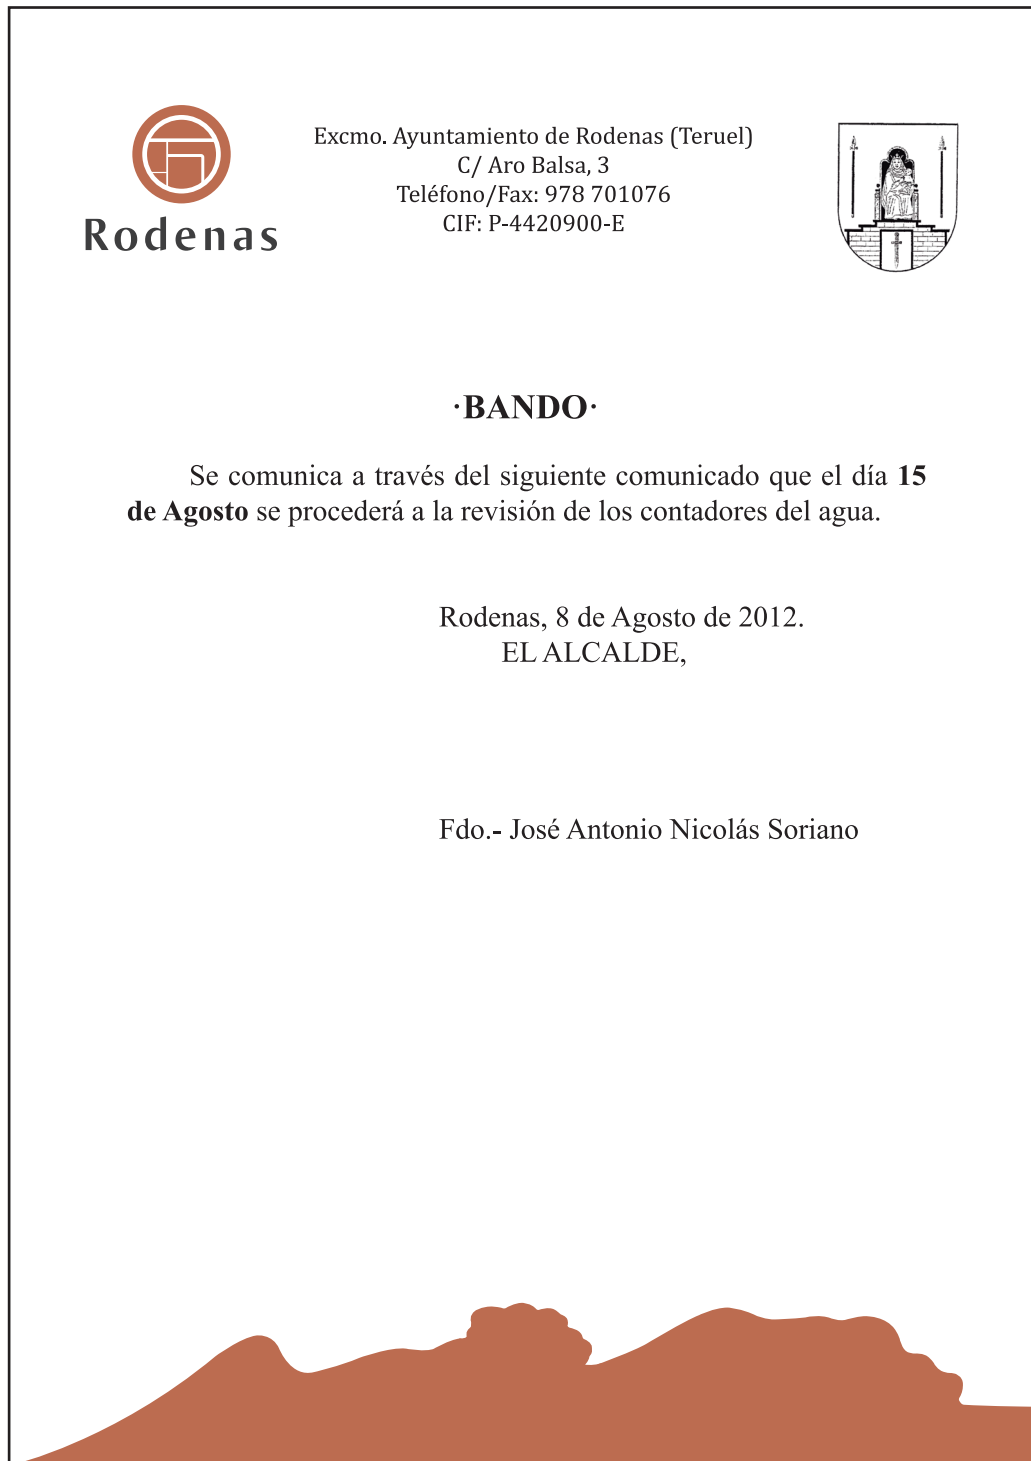 Rodenas
Excmo. Ayuntamiento de Rodenas (Teruel)
C/ Aro Balsa, 3
Teléfono/Fax: 978 701076
CIF: P-4420900-E
·BANDO·
Se comunica a través del siguiente comunicado que el día 15
de Agosto se procederá a la revisión de los contadores del agua.
Rodenas, 8 de Agosto de 2012.
EL ALCALDE,
Fdo.- José Antonio Nicolás Soriano